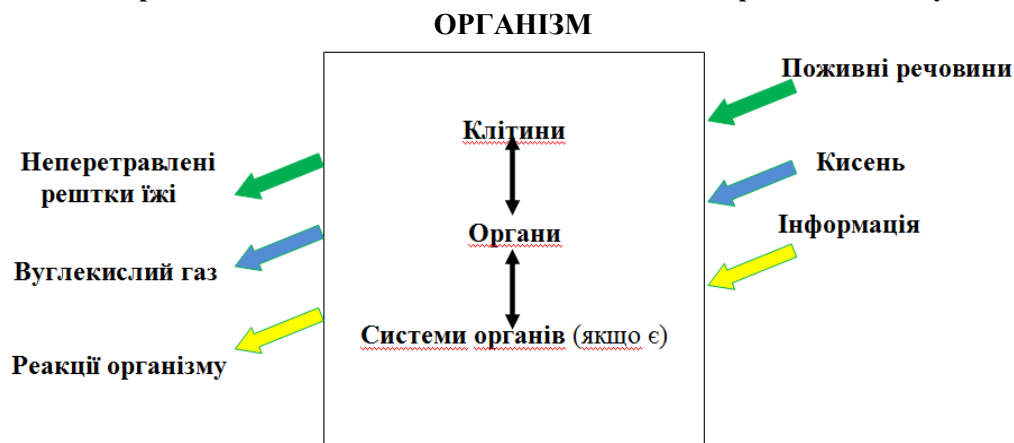 ОРГАНІЗМ
Поживні речовини
Клітини
Неперетравлені
рештки їжі
Кисень
Інформація
Органи
Вуглекислий газ
Системи органів (якщо є)
Реакції організму